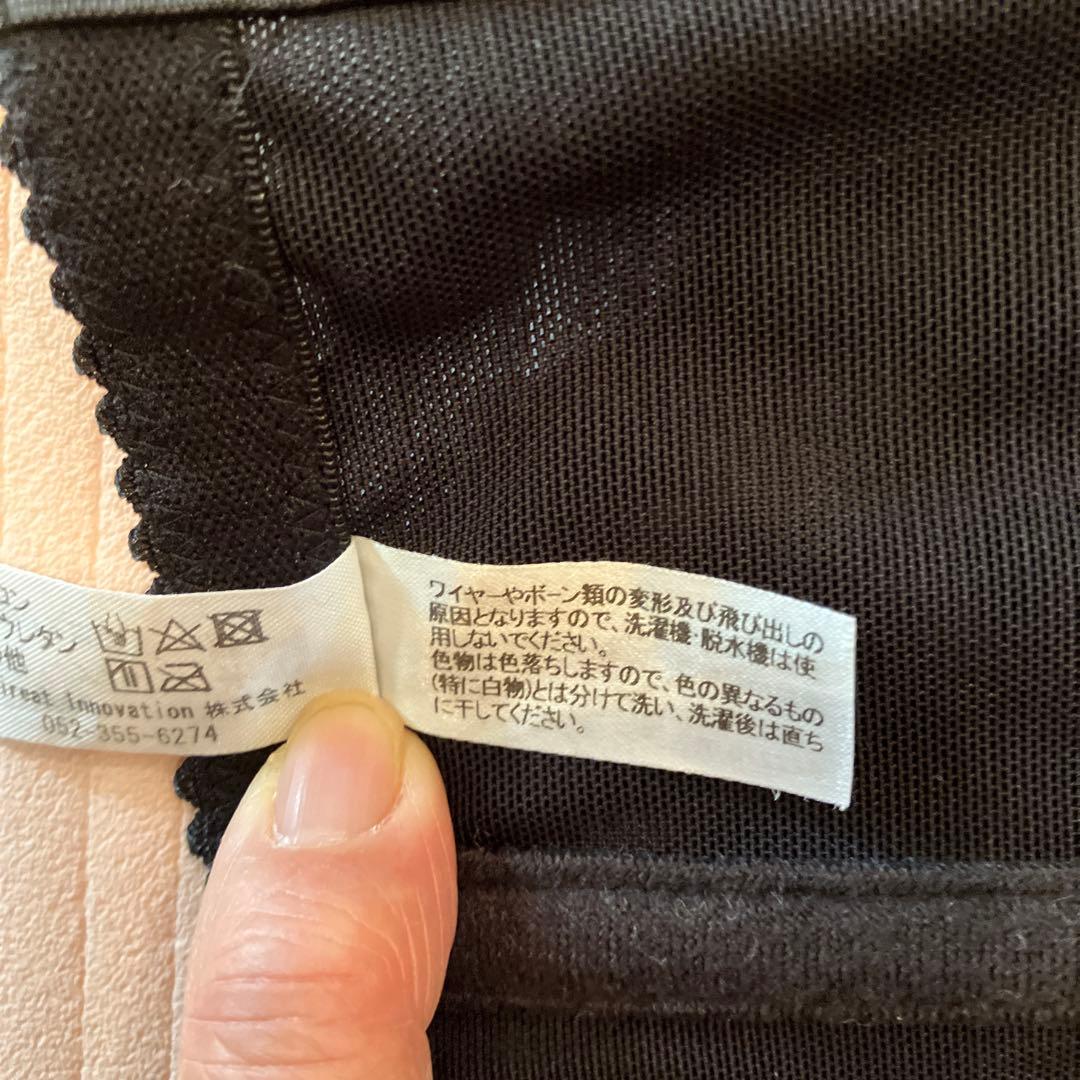 ウレタン
他
Innovation 株式会社
052-355-6274
ワイヤーやボーン類の変形及び飛び出しの
原因となりますので、洗濯機・脱水機は使
用しないでください。
色物は色落ちしますので、色の異なるもの
(特に白物)とは分けて洗い、洗濯後は直ち
に干してください。